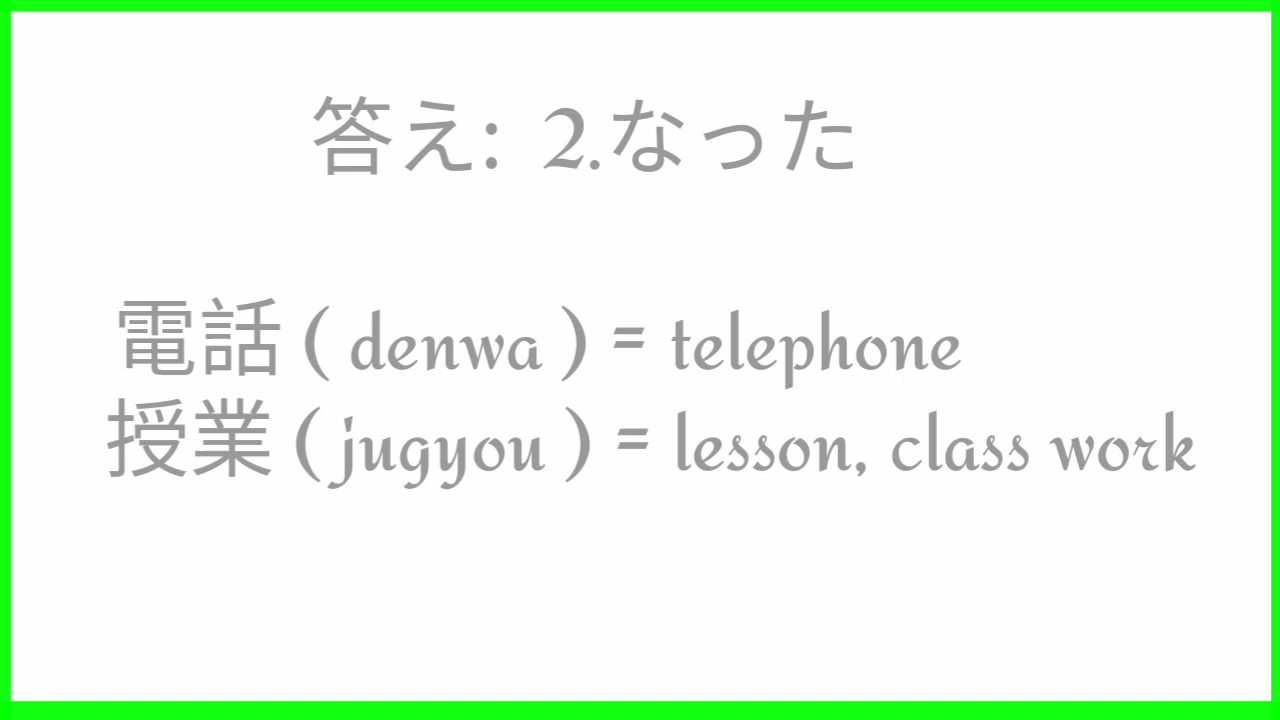 答え: 2.なった
電話 ( denwa ) = telephone
授業 ( jugyou ) = lesson, class work